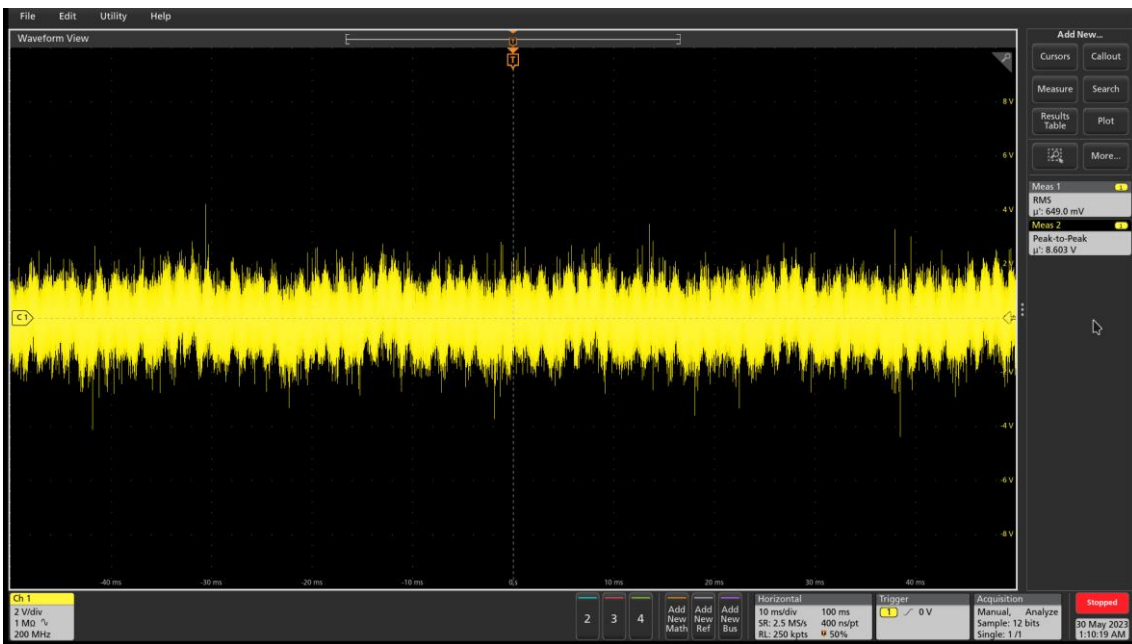 File Edit Utility Help
Waveform View
U
T
8 V
6 V
4 V
2 V
C1
-2 V
-4 V
-6 V
-8 V
-40 ms -30 ms -20 ms -10 ms 0 s 10 ms 20 ms 30 ms 40 ms
Add New...
Cursors Callout
Measure Search
Results Table Plot
More...
Meas 1 1
RMS
µ': 649.0 mV
Meas 2 1
Peak-to-Peak
µ': 8.603 V
Ch 1
2 V/div
1 MΩ
200 MHz
2 3 4
Add New Math
Add New Ref
Add New Bus
Horizontal
10 ms/div 100 ms
SR: 2.5 MS/s 400 ns/pt
RL: 250 kpts 50%
Trigger
1 0 V
Acquisition
Manual, Analyze
Sample: 12 bits
Single: 1 /1
Stopped
30 May 2023
1:10:19 AM